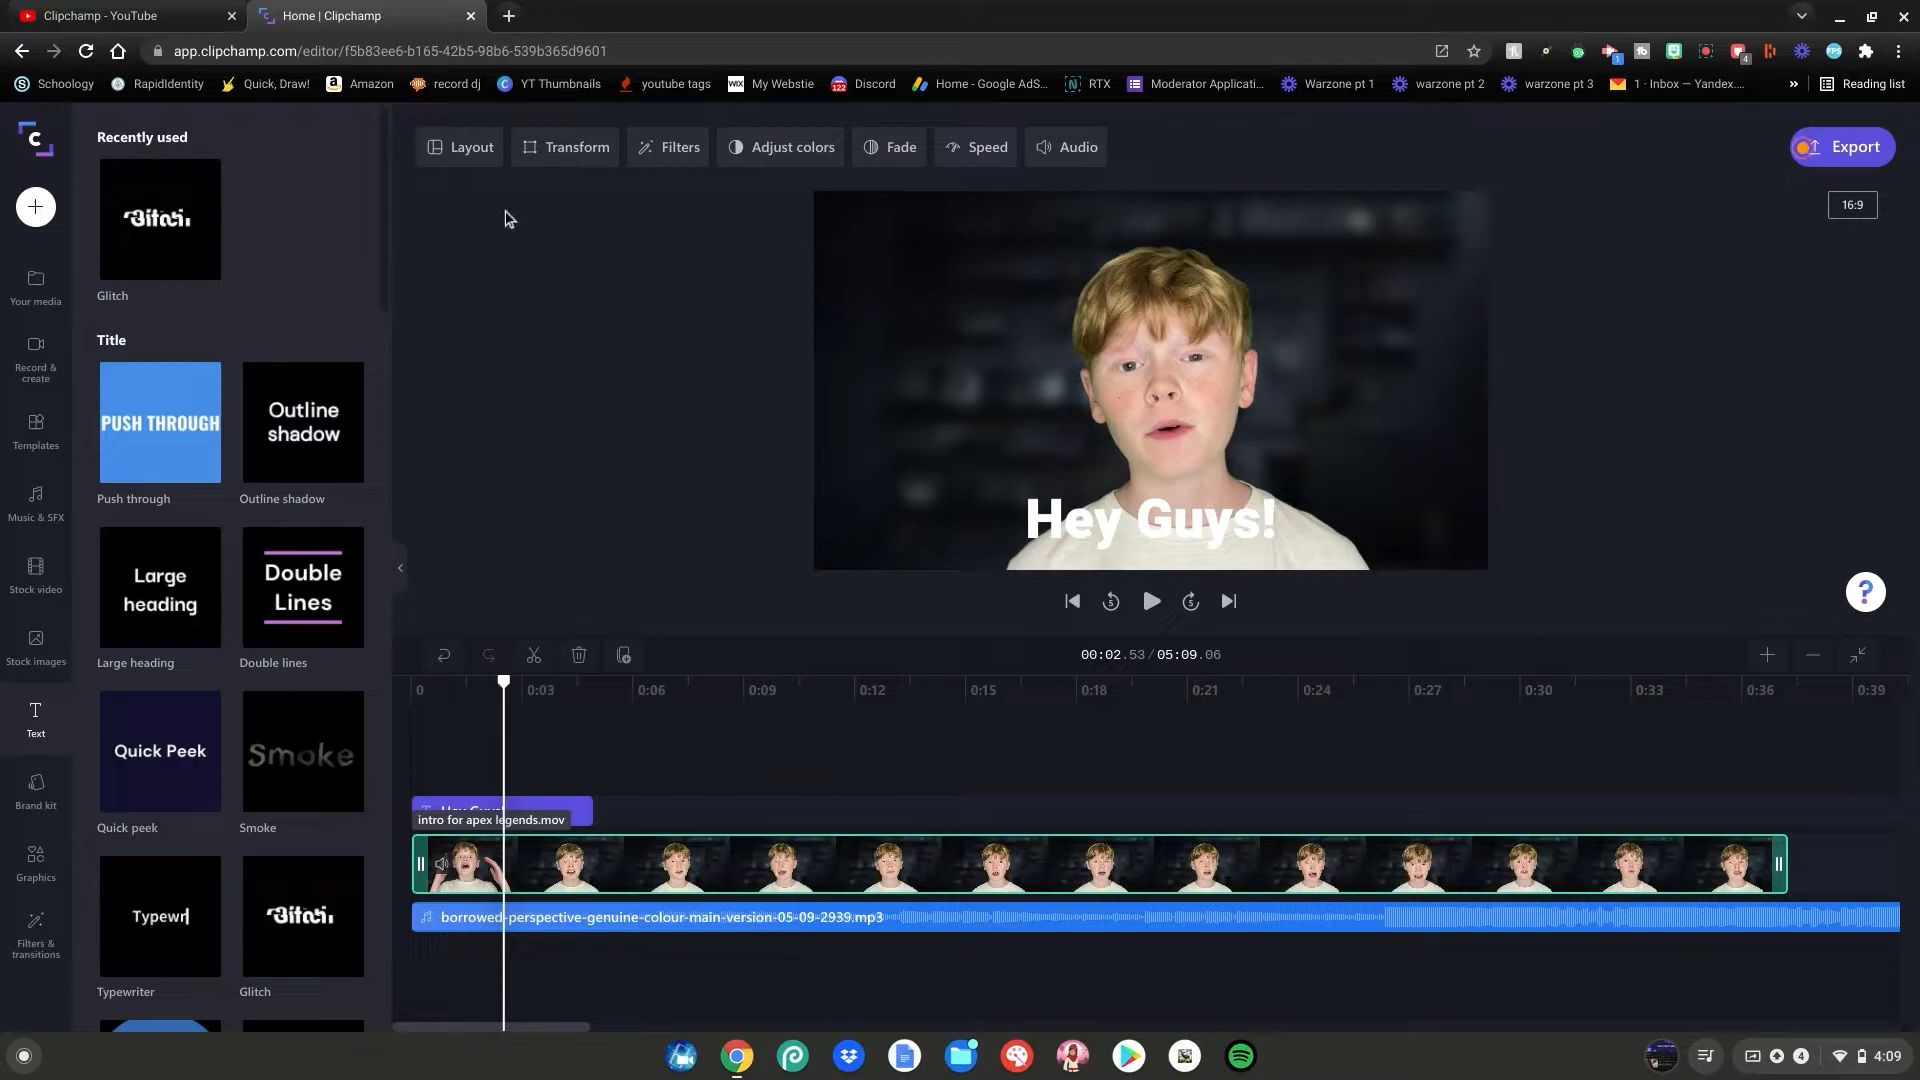 Clipchamp - YouTube
Home | Clipchamp
app.clipchamp.com/editor/f5b83ee6-b165-42b5-98b6-539b365d9601
Schoology
RapidIdentity
Quick, Draw!
Amazon
record dj
YT Thumbnails
youtube tags
WIX
My Webstie
122
Discord
Home - Google AdS...
RTX
Moderator Applicati...
Warzone pt 1
warzone pt 2
warzone pt 3
1 · Inbox — Yandex....
»
Reading list
Recently used
Glitch
Title
PUSH THROUGH
Push through
Outline
shadow
Outline shadow
Large
heading
Large heading
Double
Lines
Double lines
Quick Peek
Quick peek
Smoke
Smoke
Typewr
Typewriter
Glitch
Your media
Record &
create
Templates
Music & SFX
Stock video
Stock images
Text
Brand kit
Graphics
Filters &
transitions
Layout
Transform
Filters
Adjust colors
Fade
Speed
Audio
Export
16:9
Hey Guys!
5
5
?
00:02.53/05:09.06
0
0:03
0:06
0:09
0:12
0:15
0:18
0:21
0:24
0:27
0:30
0:33
0:36
0:39
intro for apex legends.mov
borrowed-perspective-genuine-colour-main-version-05-09-2939.mp3
4
4:09